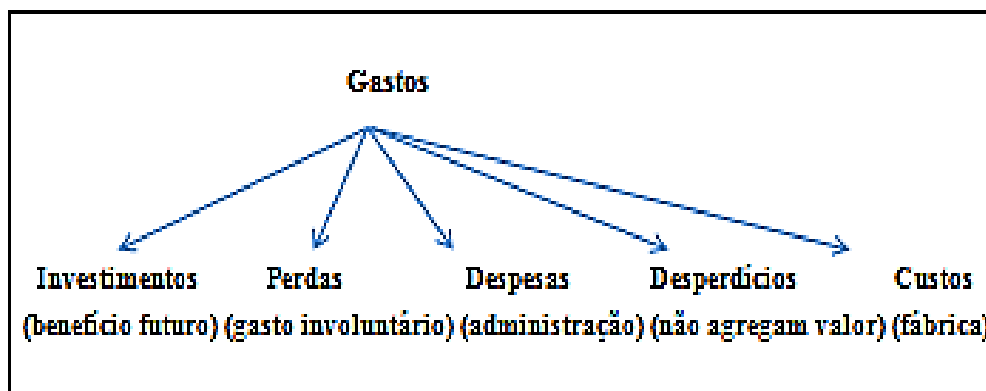 Gastos
Investimentos Perdas Despesas Desperdícios Custos
(benefício futuro) (gasto involuntário) (administração) (não agregam valor) (fábrica)